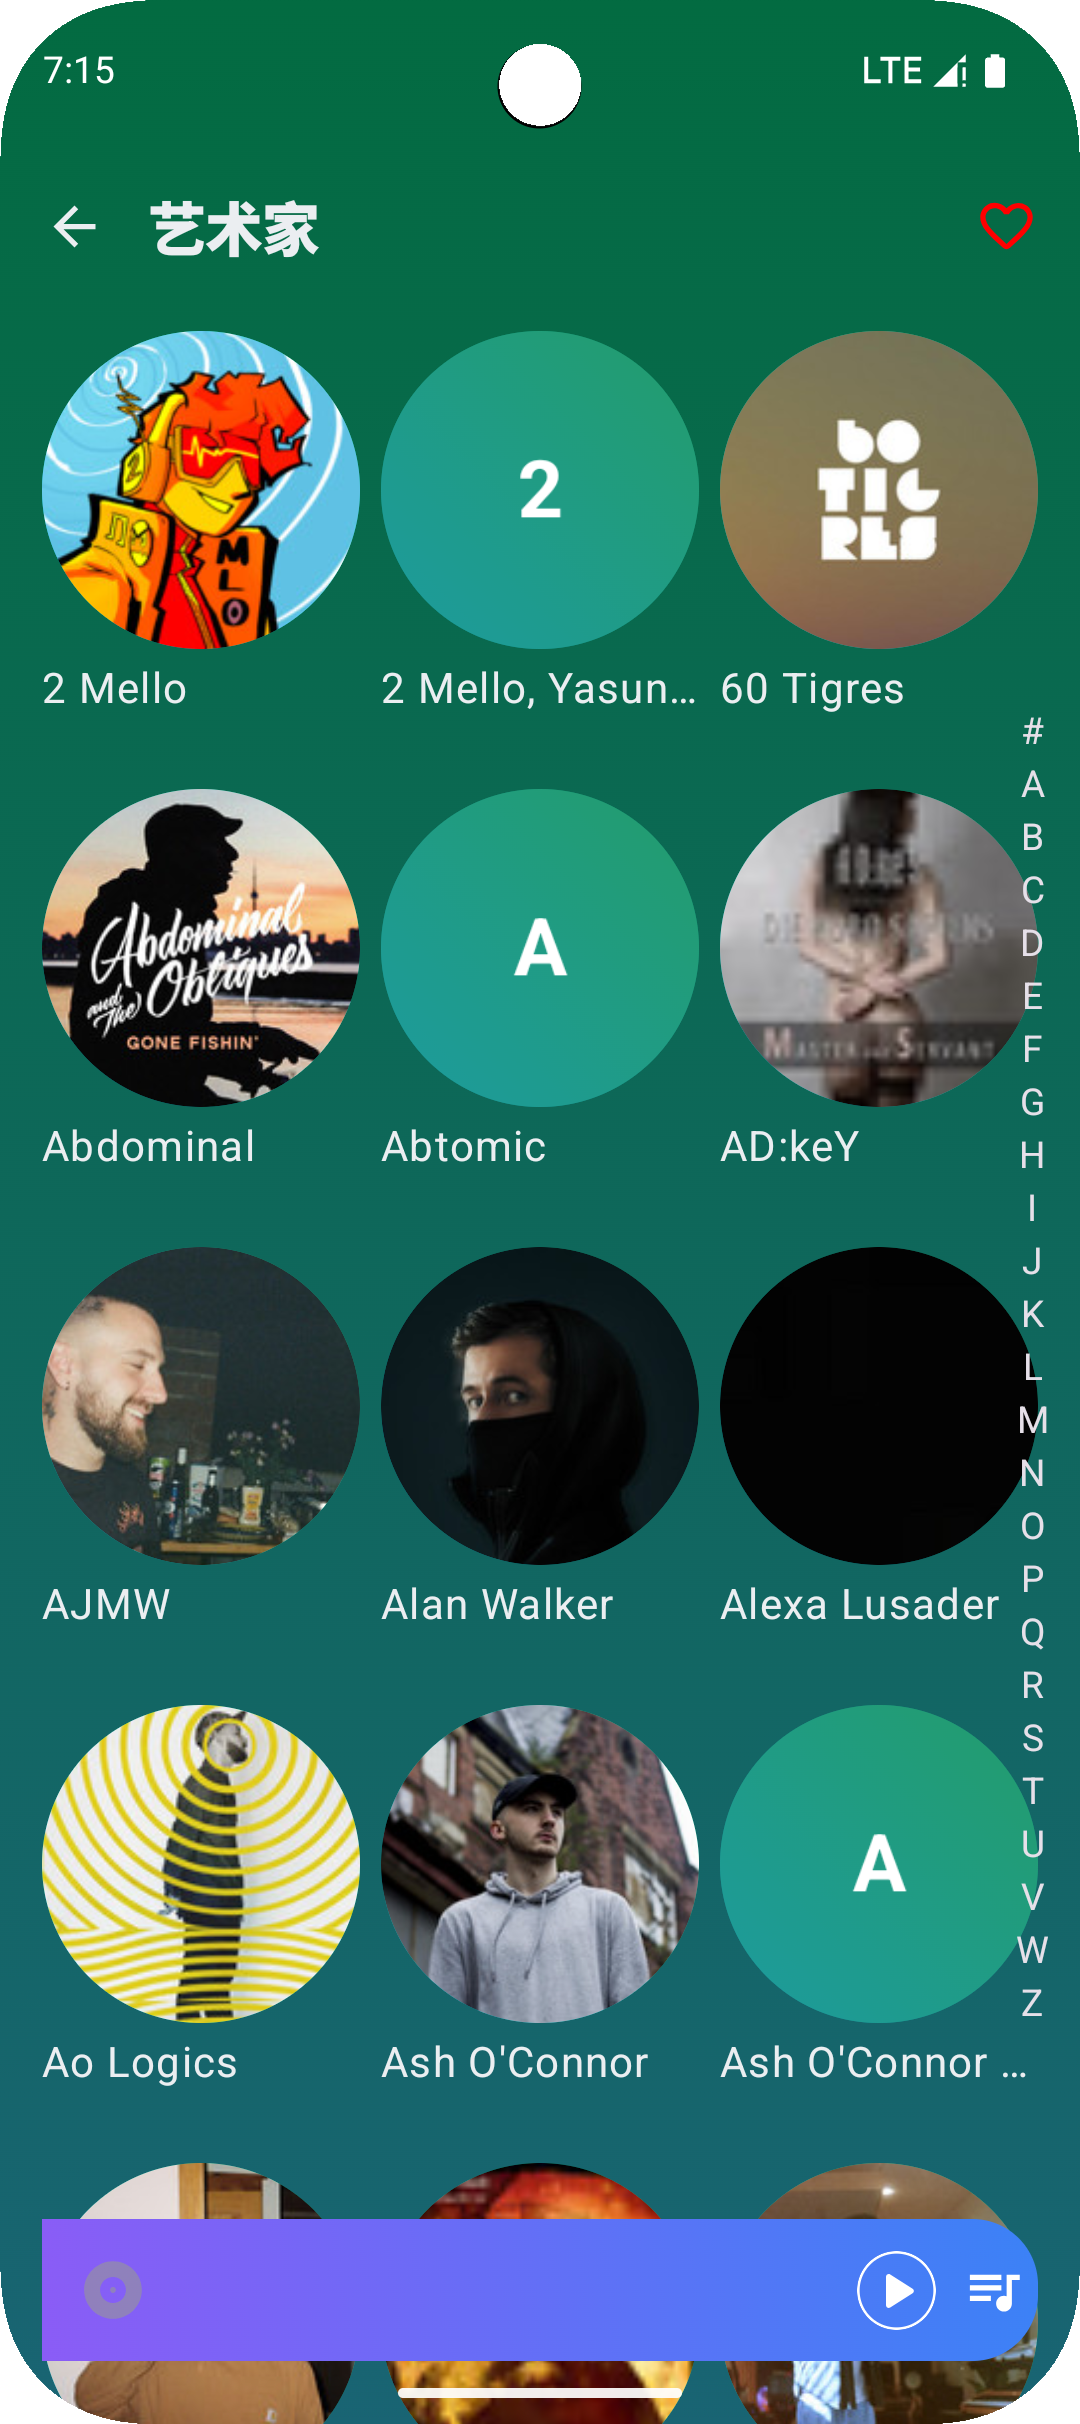 7:15
LTE
艺术家
2
MLO
2
BO
TIG
RES
2 Mello
2 Mello, Yasun...
60 Tigres
#
A
B
C
D
E
F
G
H
I
J
K
L
M
N
O
P
Q
R
S
T
U
V
W
Z
Abdominal
and The Obliques
GONE FISHIN'
A
MASTER and SERVANT
Abdominal
Abtomic
AD:keY
AJMW
Alan Walker
Alexa Lusader
A
Ao Logics
Ash O'Connor
Ash O'Connor ...